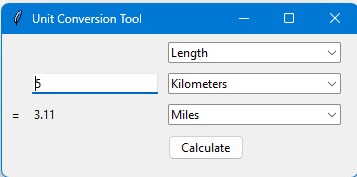 Unit Conversion Tool
Length
5 Kilometers
= 3.11 Miles
Calculate